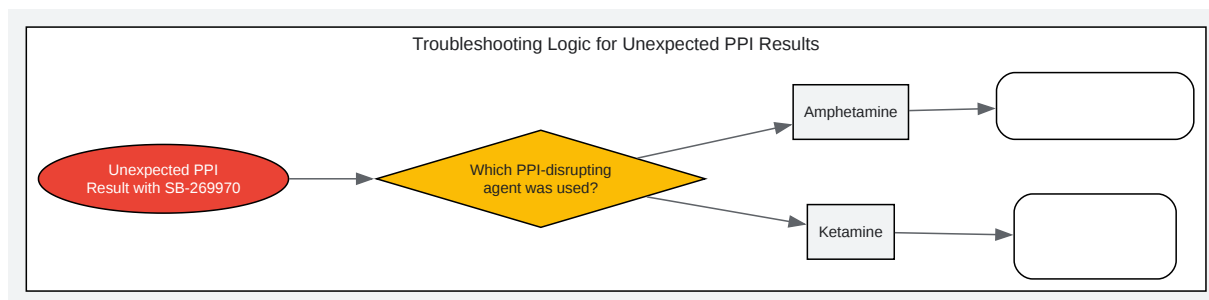 Troubleshooting Logic for Unexpected PPI Results
Unexpected PPI
Result with SB-269970
Which PPI-disrupting
agent was used?
Amphetamine
Ketamine